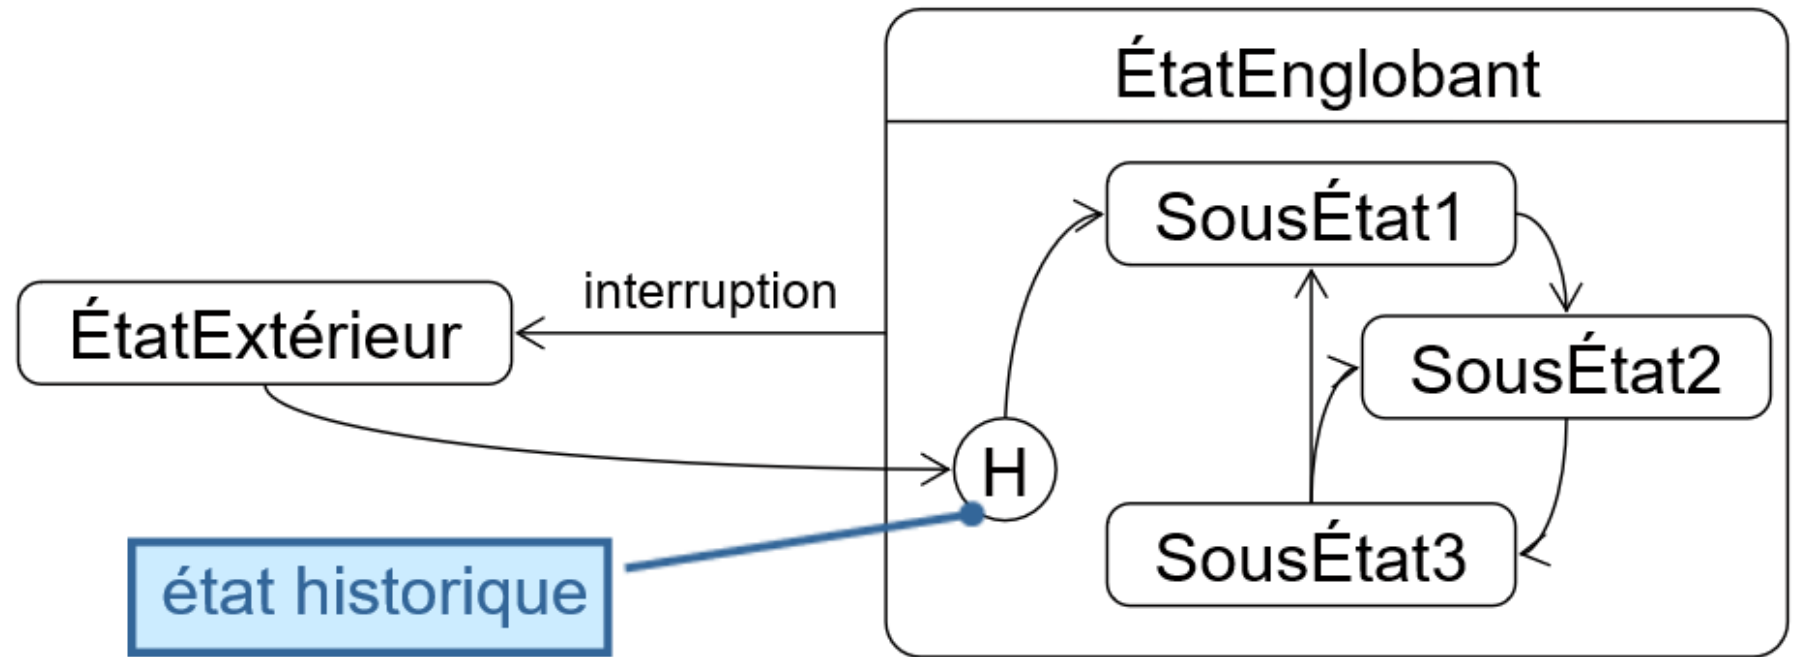 ÉtatEnglobant
SousÉtat1
interruption
ÉtatExtérieur
SousÉtat2
H
SousÉtat3
état historique